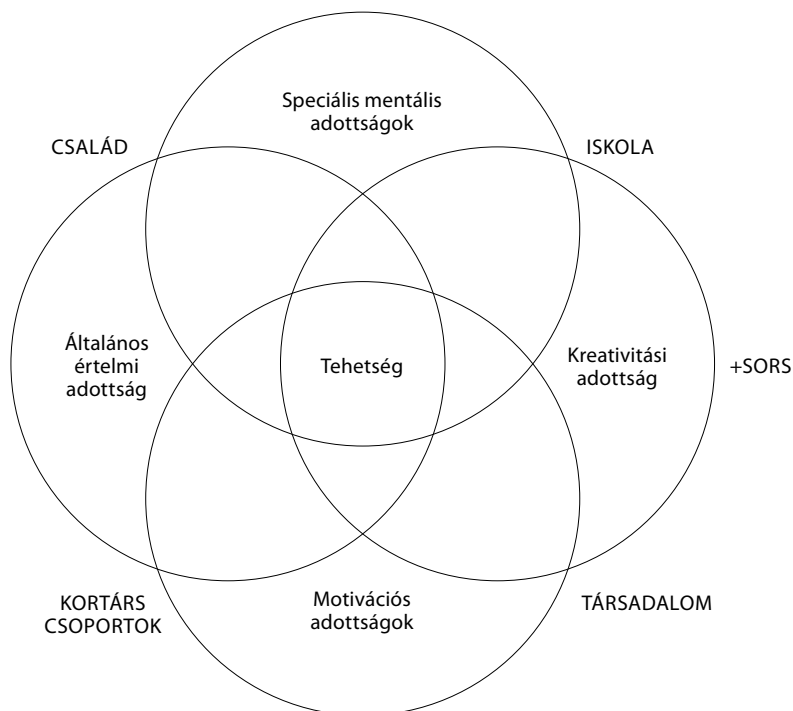 Speciális mentális
adottságok
CSALÁD
ISKOLA
Általános
értelmi
adottság
Tehetség
Kreativitási
adottság
+SORS
KORTÁRS
CSOPORTOK
Motivációs
adottságok
TÁRSADALOM